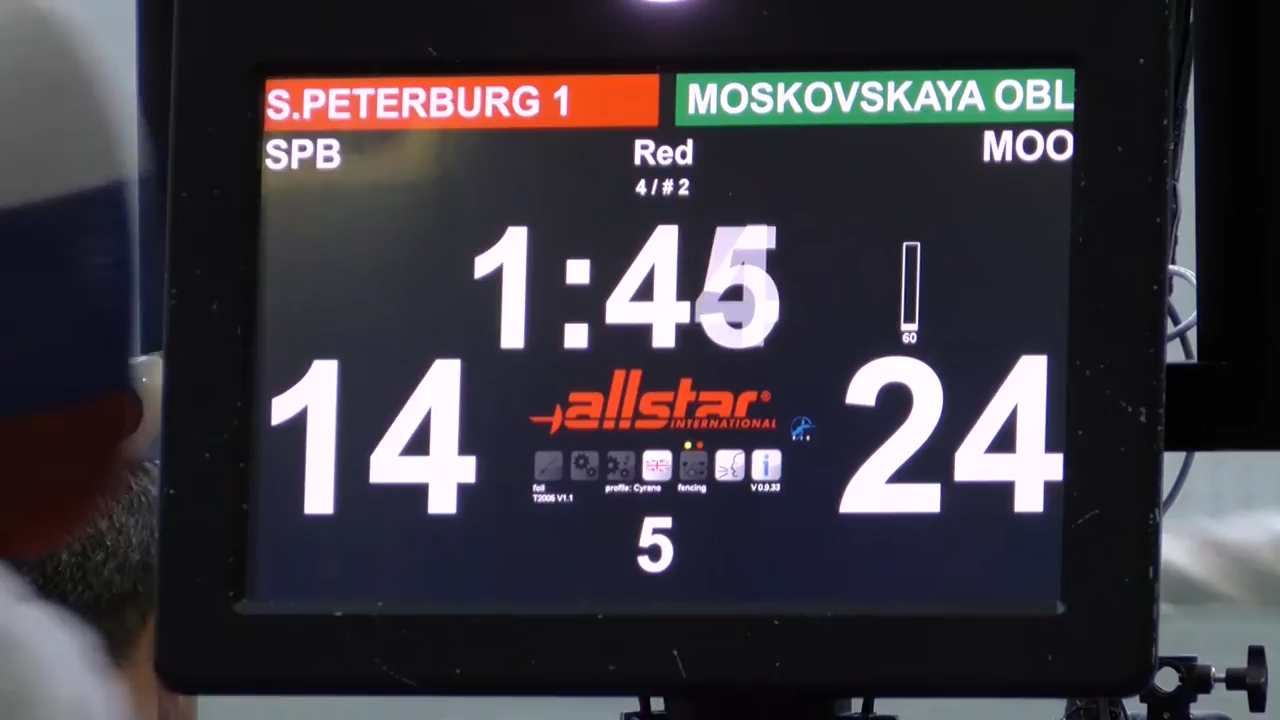 S.PETERBURG 1
MOSKOVSKAYA OBL
SPB
Red
MOO
4 / # 2
1:45
60
14
24
allstar®
INTERNATIONAL
foil
profile: Cyrano
fencing
V 0.9.33
T2005 V1.1
5